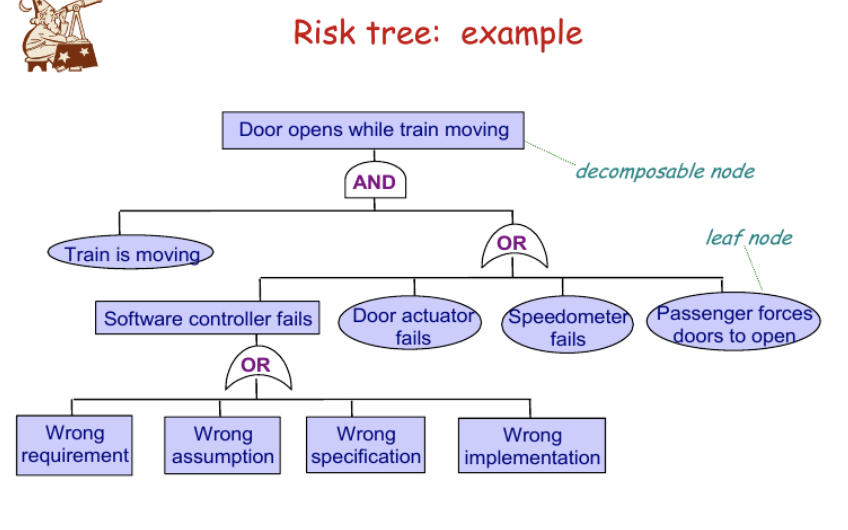 Risk tree: example
Door opens while train moving
decomposable node
AND
Train is moving
OR
leaf node
Software controller fails
Door actuator
fails
Speedometer
fails
Passenger forces
doors to open
OR
Wrong
requirement
Wrong
assumption
Wrong
specification
Wrong
implementation